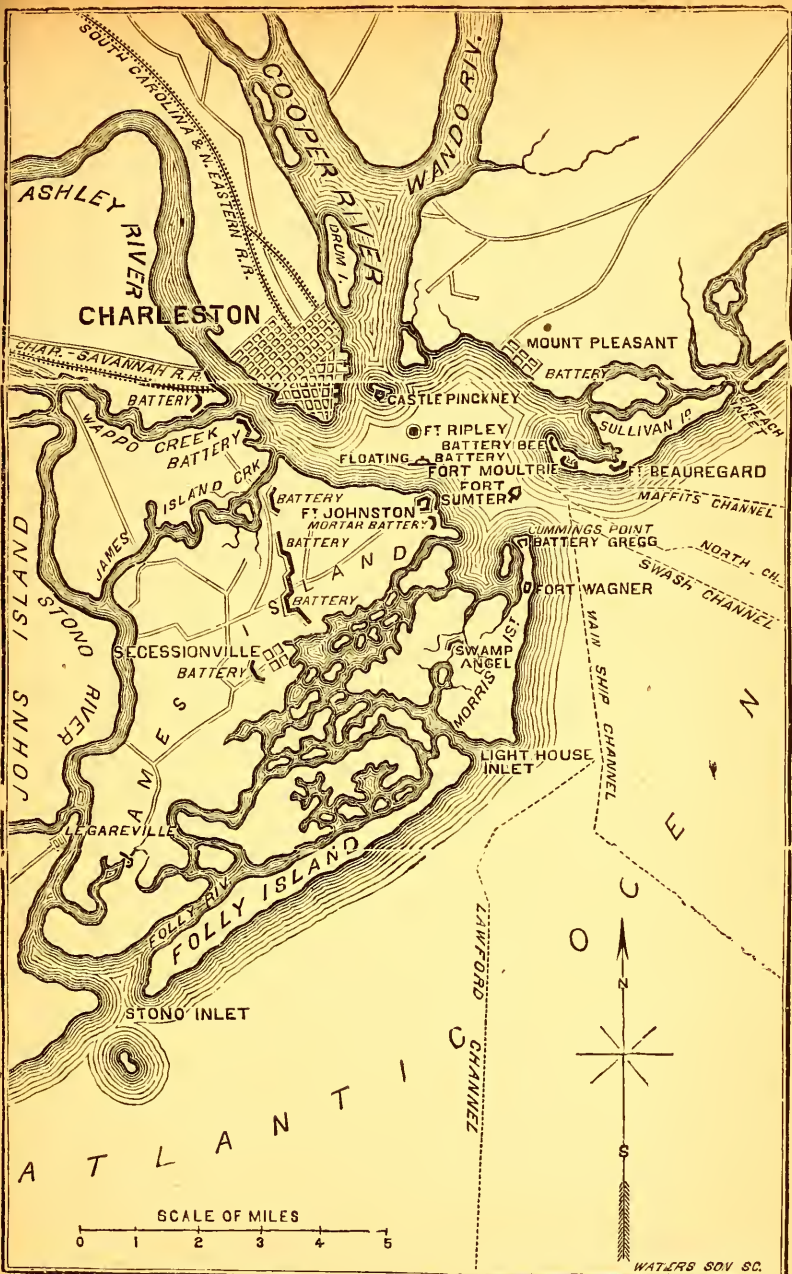 SOUTH CAROLINA & N. EASTERN R.R.
COOPER RIVER
WANDO RIV.
ASHLEY RIVER
DRUM I.
CHARLESTON
MOUNT PLEASANT
CHAR.-SAVANNAH R.R.
BATTERY
BATTERY
CASTLE PINCKNEY
BREACH INLET
WAPPO CREEK
BATTERY
FT RIPLEY
SULLIVAN ID
BATTERY BEE
FLOATING BATTERY
FORT MOULTRIE
FT. BEAUREGARD
FORT SUMTER
MAFFITS CHANNEL
JAMES ISLAND CRK
BATTERY
FT JOHNSTON
MORTAR BATTERY
CUMMINGS POINT
BATTERY GREGG
NORTH CH.
SWASH CHANNEL
BATTERY
FORT WAGNER
BATTERY
JOHNS ISLAND
STONO RIVER
JAMES ISLAND
SECESSIONVILLE
BATTERY
SWAMP ANGEL
MORRIS IST
MAIN SHIP CHANNEL
LIGHT HOUSE INLET
LEGAREVILLE
FOLLY RIV.
FOLLY ISLAND
LAWFORD CHANNEL
STONO INLET
ATLANTIC OCEAN
N
S
SCALE OF MILES
0 1 2 3 4 5
WATERS SON SC.